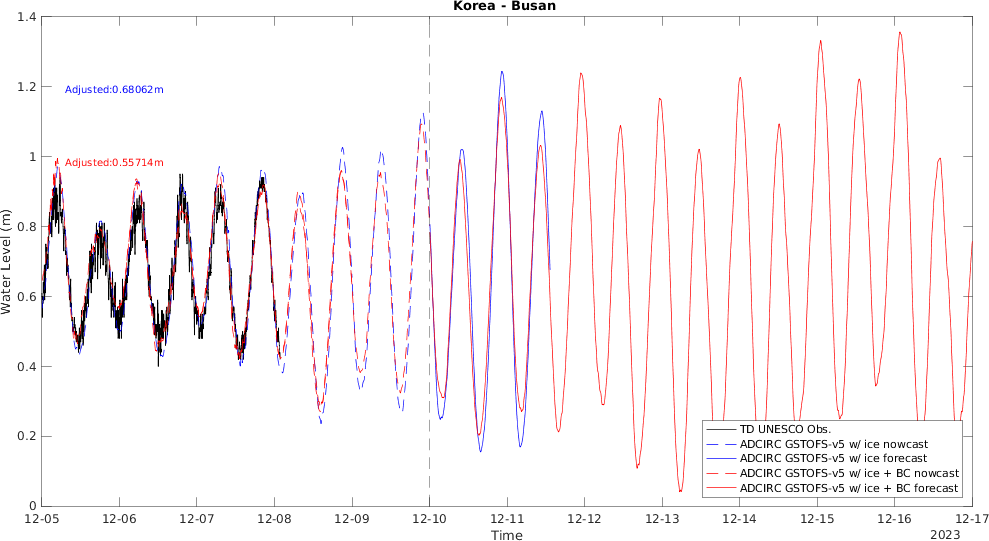 Korea - Busan
1.4
1.2
1
0.8
0.6
0.4
0.2
0
Water Level (m)
Adjusted:0.68062m
Adjusted:0.55714m
TD UNESCO Obs.
ADCIRC GSTOFS-v5 w/ ice nowcast
ADCIRC GSTOFS-v5 w/ ice forecast
ADCIRC GSTOFS-v5 w/ ice + BC nowcast
ADCIRC GSTOFS-v5 w/ ice + BC forecast
12-05 12-06 12-07 12-08 12-09 12-10 12-11 12-12 12-13 12-14 12-15 12-16 12-17
Time
2023